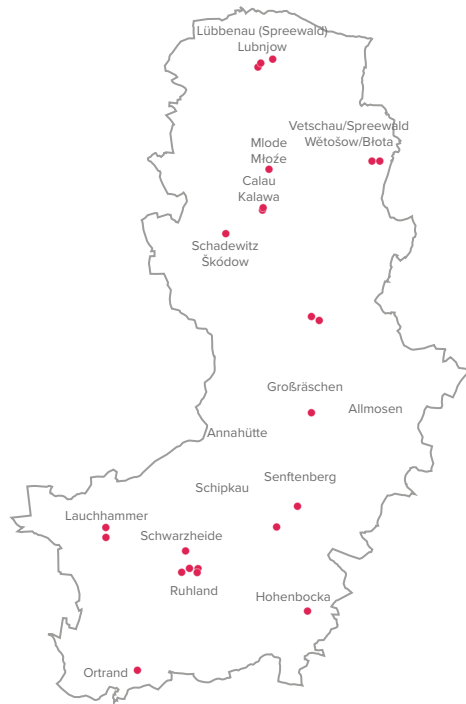 Lübbenau (Spreewald)
Lubnjow
Vetschau/Spreewald
Wětošow/Błota
Mlode
Młoźe
Calau
Kalawa
Schadewitz
Škódow
Großräschen
Allmosen
Annahütte
Senftenberg
Schipkau
Lauchhammer
Schwarzheide
Ruhland
Hohenbocka
Ortrand